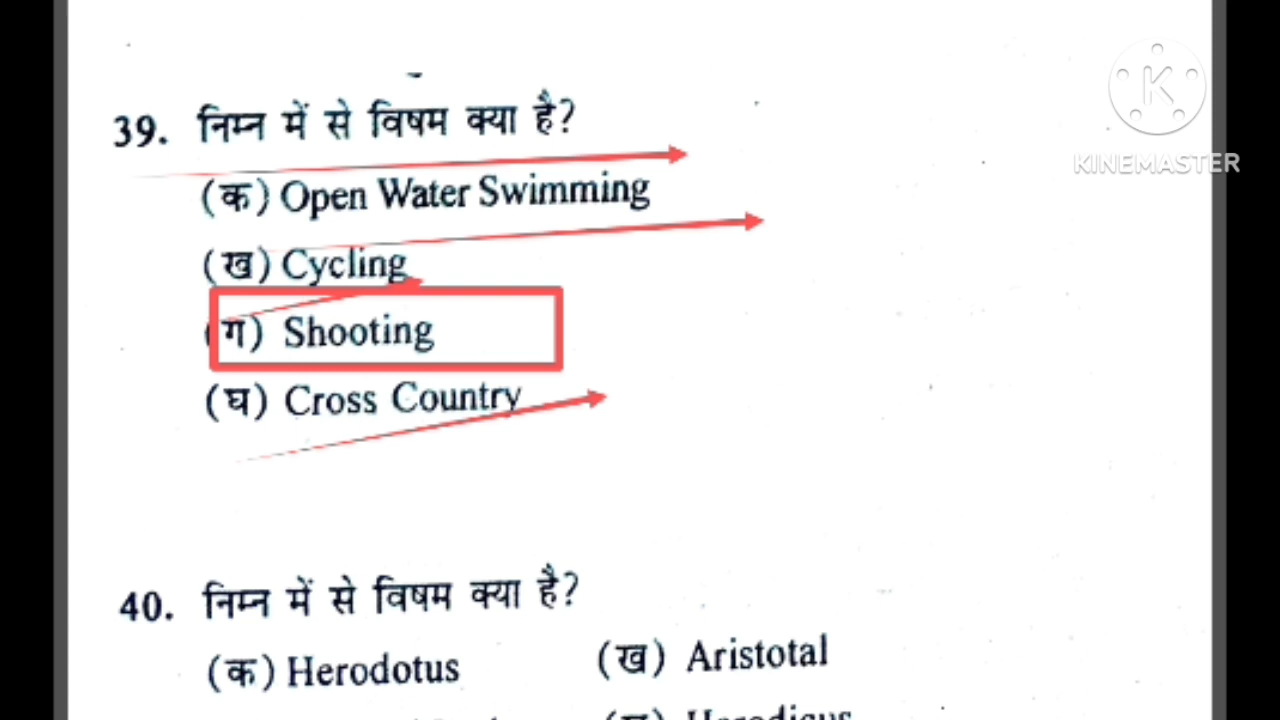 KINEMASTER
39. निम्न में से विषम क्या है?
(क) Open Water Swimming
(ख) Cycling
(ग) Shooting
(घ) Cross Country
40. निम्न में से विषम क्या है?
(क) Herodotus (ख) Aristotal